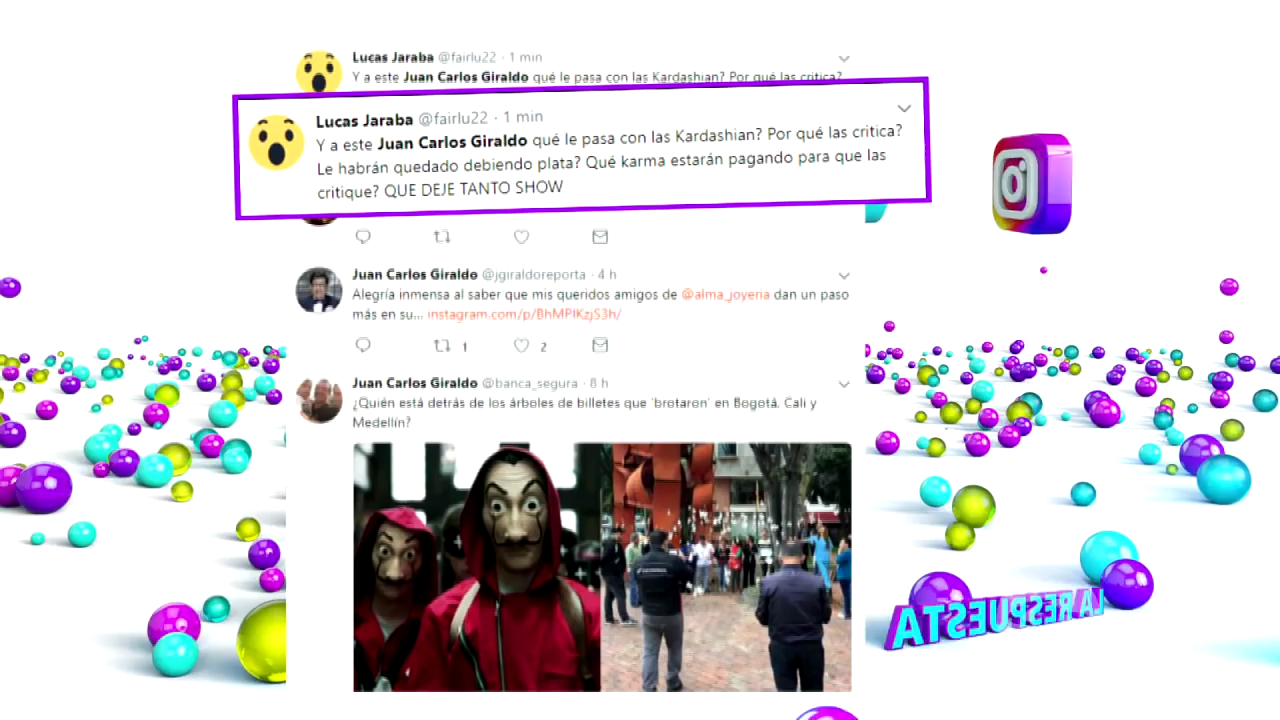 Lucas Jaraba @fairlu22 · 1 min
Y a este Juan Carlos Giraldo qué le pasa con las Kardashian? Por qué las critica?
Lucas Jaraba @fairlu22 · 1 min
Y a este Juan Carlos Giraldo qué le pasa con las Kardashian? Por qué las critica?
Le habrán quedado debiendo plata? Qué karma estarán pagando para que las
critique? QUE DEJE TANTO SHOW
Juan Carlos Giraldo @jgiraldoreporta · 4 h
Alegría inmensa al saber que mis queridos amigos de @alma_joyeria dan un paso
más en su... instagram.com/p/BhMPIKzjS3h/
1 2
Juan Carlos Giraldo @banca_segura · 8 h
¿Quién está detrás de los árboles de billetes que 'brotaron' en Bogotá, Cali y
Medellín?
LA RESPUESTA